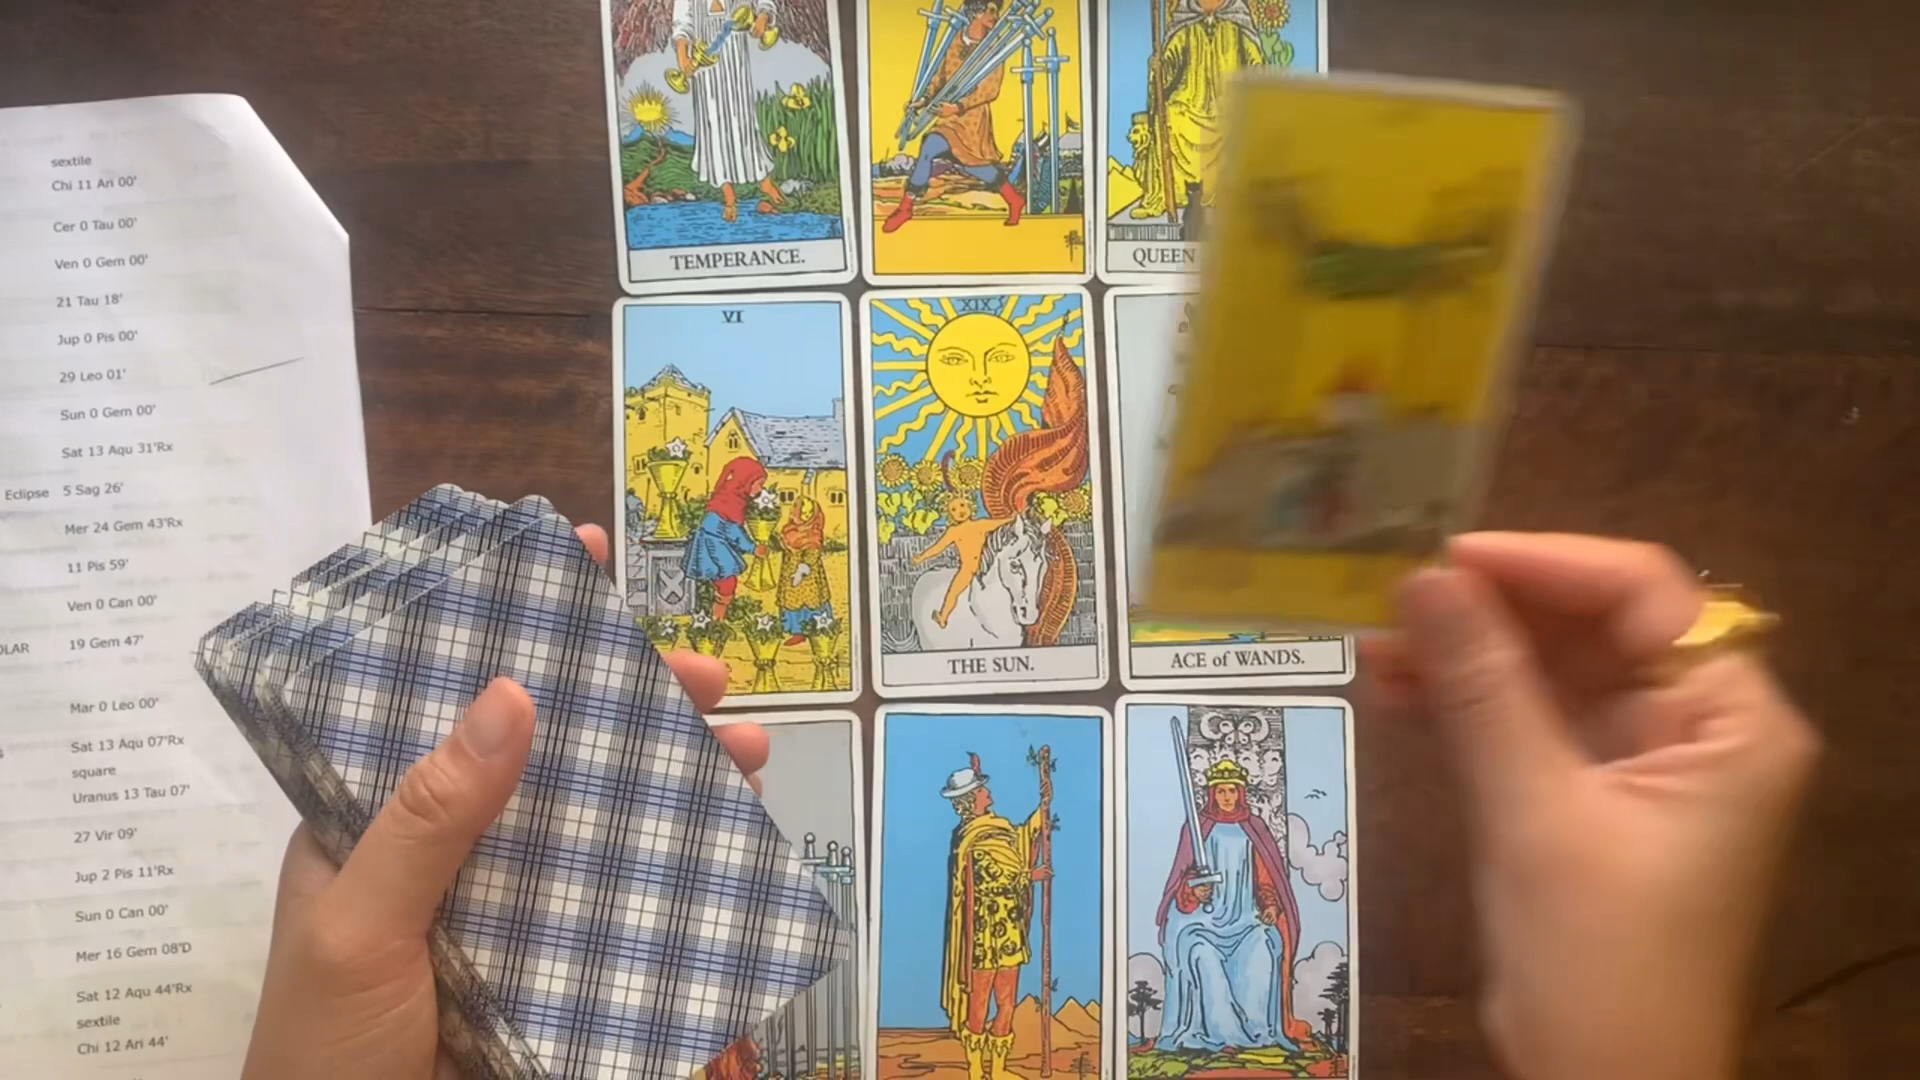 sextile
Chi 11 Ari 00'
Cer 0 Tau 00'
Ven 0 Gem 00'
21 Tau 18'
Jup 0 Pis 00'
29 Leo 01'
Sun 0 Gem 00'
Sat 13 Aqu 31'Rx
Eclipse 5 Sag 26'
Mer 24 Gem 43'Rx
11 Pis 59'
Ven 0 Can 00'
OLAR 19 Gem 47'
Mar 0 Leo 00'
Sat 13 Aqu 07'Rx
square
Uranus 13 Tau 07'
27 Vir 09'
Jup 2 Pis 11'Rx
Sun 0 Can 00'
Mer 16 Gem 08'D
Sat 12 Aqu 44'Rx
sextile
Chi 12 Ari 44'
TEMPERANCE.
QUEEN
VI
XIX
THE SUN.
ACE of WANDS.